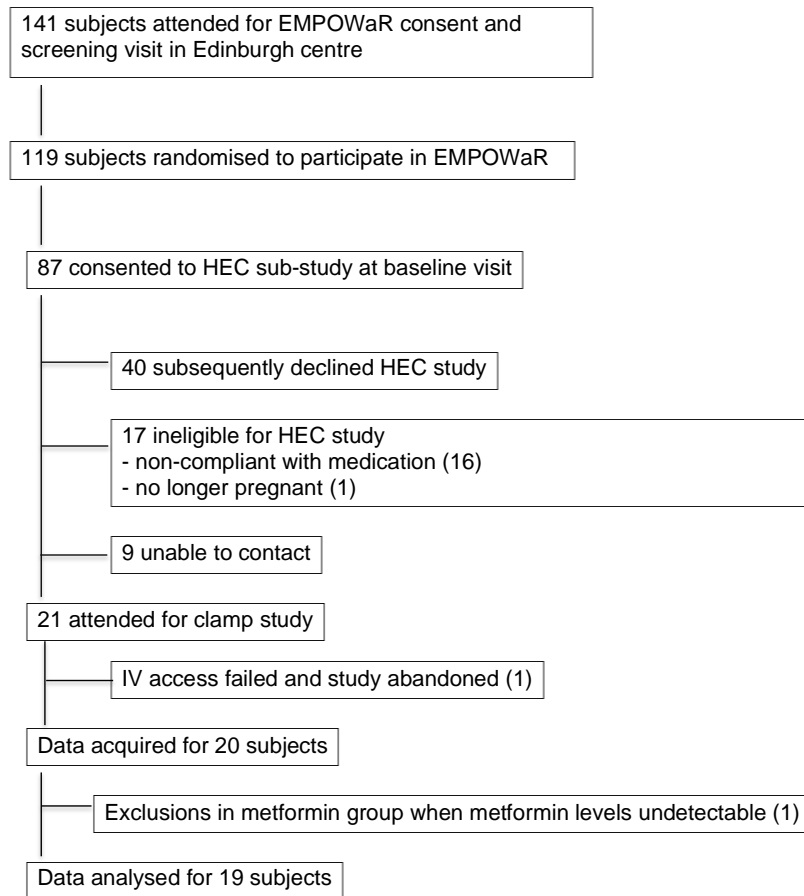 141 subjects attended for EMPOWaR consent and
screening visit in Edinburgh centre
119 subjects randomised to participate in EMPOWaR
87 consented to HEC sub-study at baseline visit
40 subsequently declined HEC study
17 ineligible for HEC study
- non-compliant with medication (16)
- no longer pregnant (1)
9 unable to contact
21 attended for clamp study
IV access failed and study abandoned (1)
Data acquired for 20 subjects
Exclusions in metformin group when metformin levels undetectable (1)
Data analysed for 19 subjects